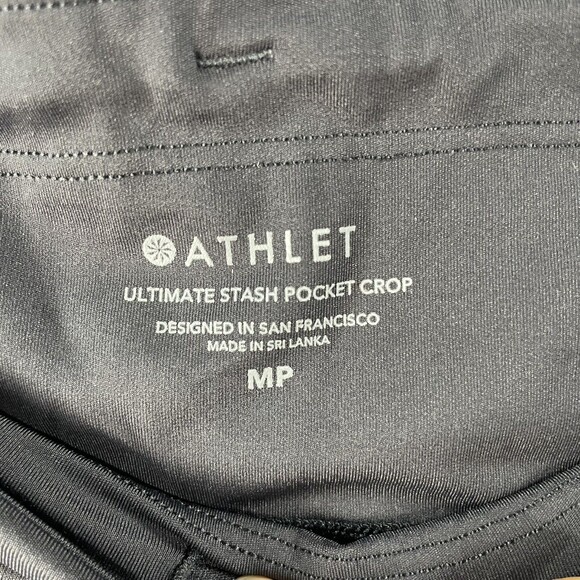 ATHLET
ULTIMATE STASH POCKET CROP
DESIGNED IN SAN FRANCISCO
MADE IN SRI LANKA
MP